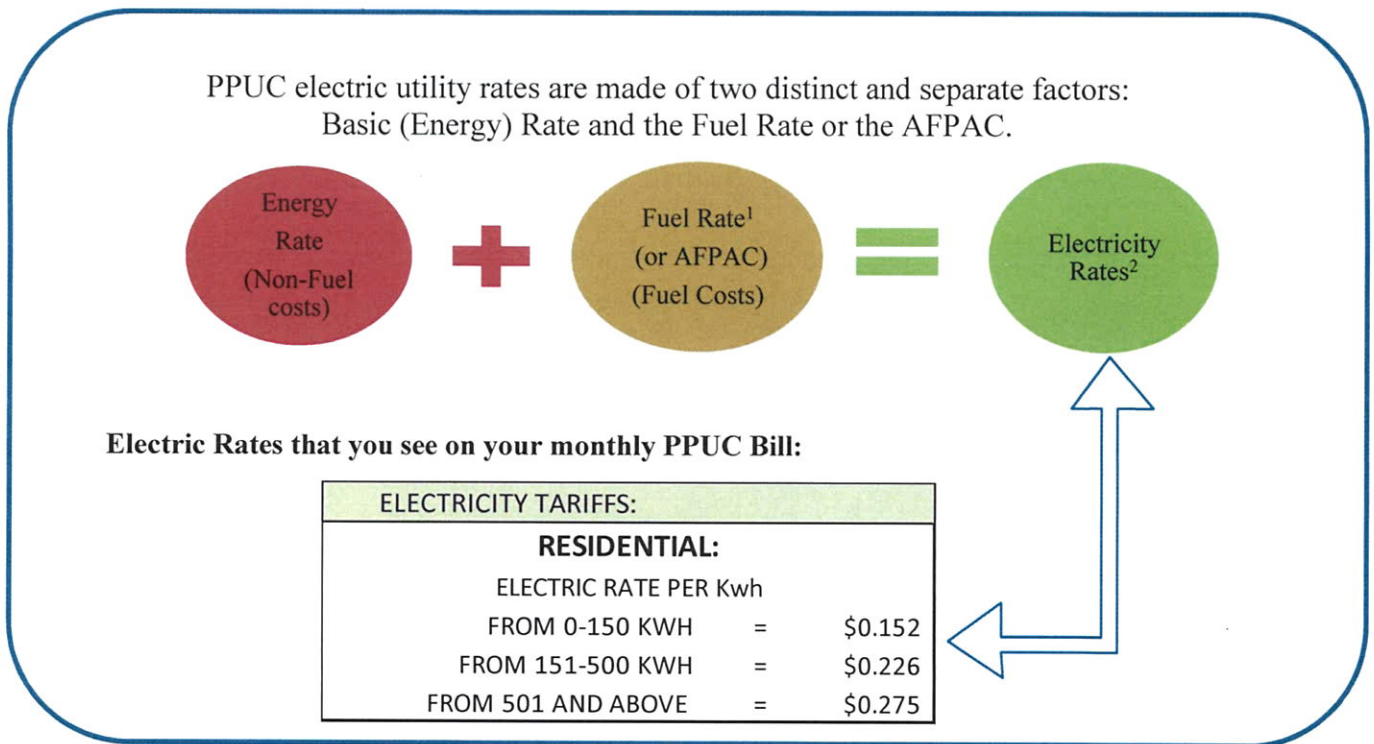 PPUC electric utility rates are made of two distinct and separate factors:
Basic (Energy) Rate and the Fuel Rate or the AFPAC.
Energy
Rate
(Non-Fuel
costs)
Fuel Rate¹
(or AFPAC)
(Fuel Costs)
Electricity
Rates²
Electric Rates that you see on your monthly PPUC Bill:
ELECTRICITY TARIFFS:
RESIDENTIAL:
ELECTRIC RATE PER Kwh
FROM 0-150 KWH = $0.152
FROM 151-500 KWH = $0.226
FROM 501 AND ABOVE = $0.275